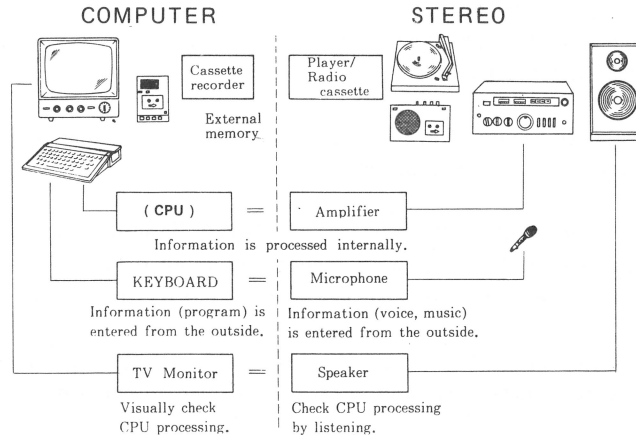 COMPUTER
STEREO
Cassette
recorder
External
memory
Player/
Radio
cassette
( CPU )
=
Amplifier
Information is processed internally.
KEYBOARD
=
Microphone
Information (program) is
entered from the outside.
Information (voice, music)
is entered from the outside.
TV Monitor
=
Speaker
Visually check
CPU processing.
Check CPU processing
by listening.